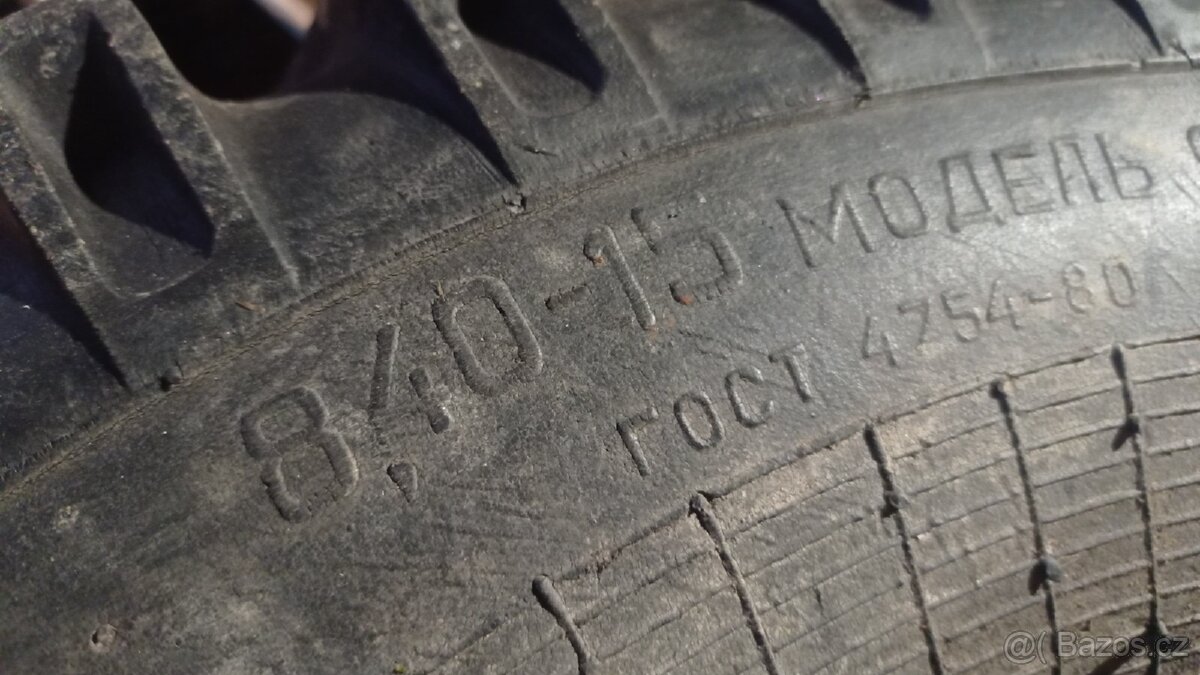 8,40-15 МОДЕЛЬ
ГОСТ 4754-80
@( Bazos.cz